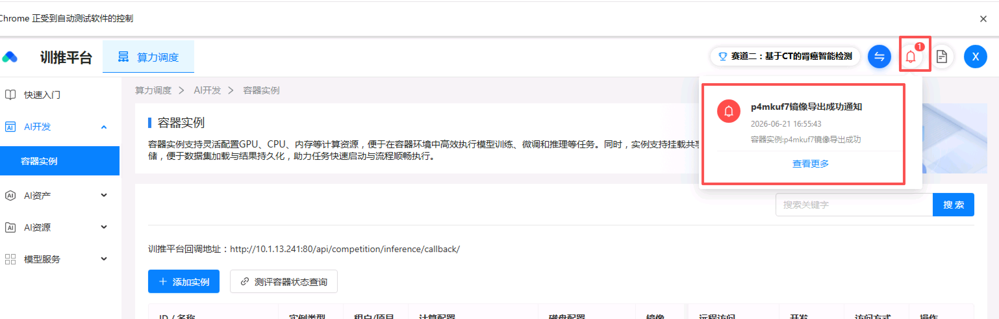 Chrome 正受到自动测试软件的控制
训推平台
算力调度
赛道二：基于CT的肾癌智能检测
1
X
快速入门
AI开发
容器实例
AI资产
AI资源
模型服务
算力调度 > AI开发 > 容器实例
容器实例
容器实例支持灵活配置GPU、CPU、内存等计算资源，便于在容器环境中高效执行模型训练、微调和推理等任务。同时，实例支持挂载共享
储，便于数据集加载与结果持久化，助力任务快速启动与流程顺畅执行。
p4mkuf7镜像导出成功通知
2026-06-21 16:55:43
容器实例:p4mkuf7镜像导出成功
查看更多
搜索关键字
搜 索
训推平台回调地址：http://10.1.13.241:80/api/competition/inference/callback/
添加实例
测评容器状态查询
ID / 名称 实例类型 租户/项目 计算配置 磁盘配置 镜像 远程访问 开发 访问方式 操作